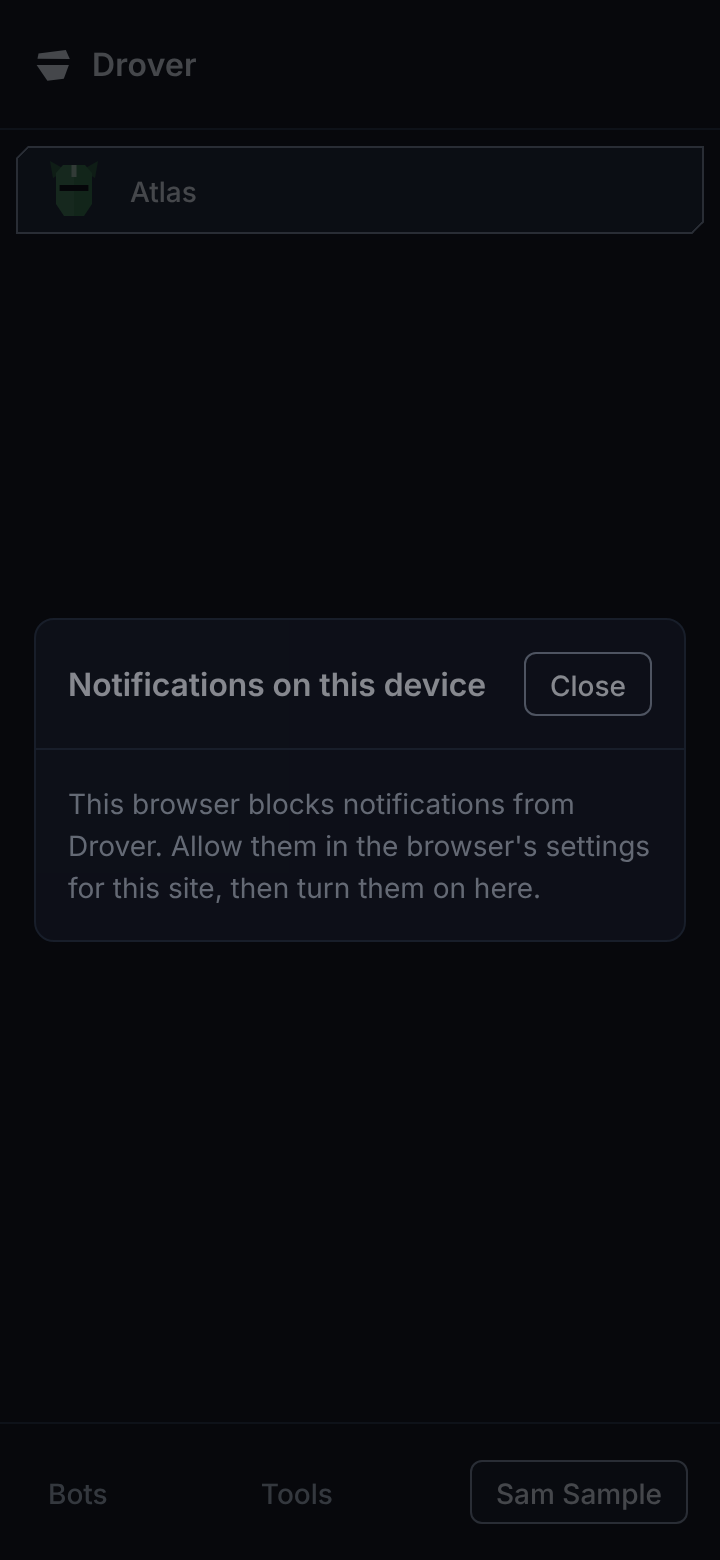 Drover
Atlas
Notifications on this device
Close
This browser blocks notifications from
Drover. Allow them in the browser's settings
for this site, then turn them on here.
Bots
Tools
Sam Sample